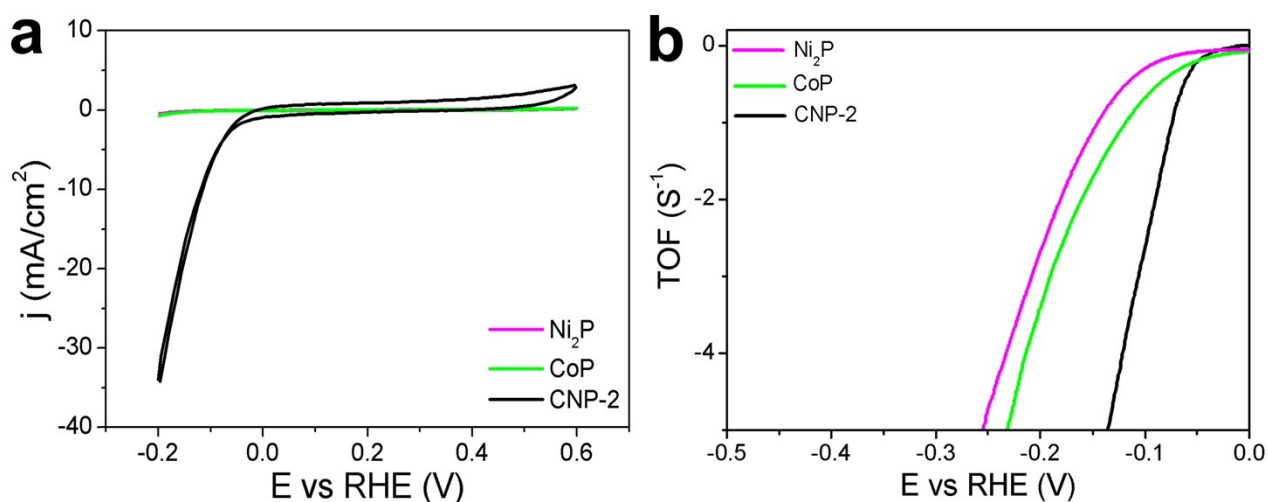 a
j (mA/cm²)
10
0
-10
-20
-30
-40
Ni₂P
CoP
CNP-2
-0.2
0.0
0.2
0.4
0.6
E vs RHE (V)
b
TOF (S⁻¹)
0
-2
-4
Ni₂P
CoP
CNP-2
-0.5
-0.4
-0.3
-0.2
-0.1
0.0
E vs RHE (V)